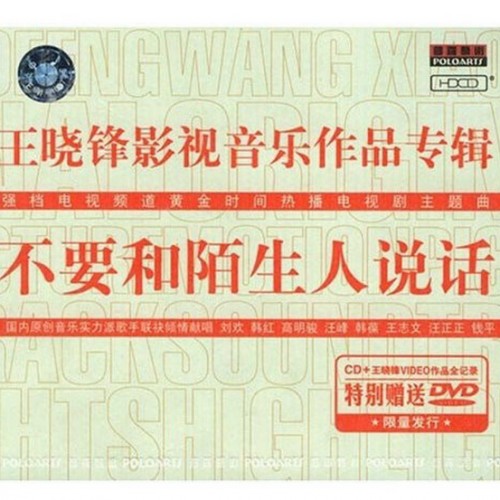 OFENGWANG XIAO
POLOARTS
HDCD
王晓锋影视音乐作品专辑
强档电视频道黄金时间热播电视剧主题曲
不要和陌生人说话
国内原创音乐实力派歌手联袂倾情献唱 刘欢 韩红 高明骏 汪峰 韩葆 王志文 汪正正 钱平
CD+王晓锋VIDEO作品全记录
特别赠送DVD
★限量发行★
POLOARTS POLOARTS POLOARTS